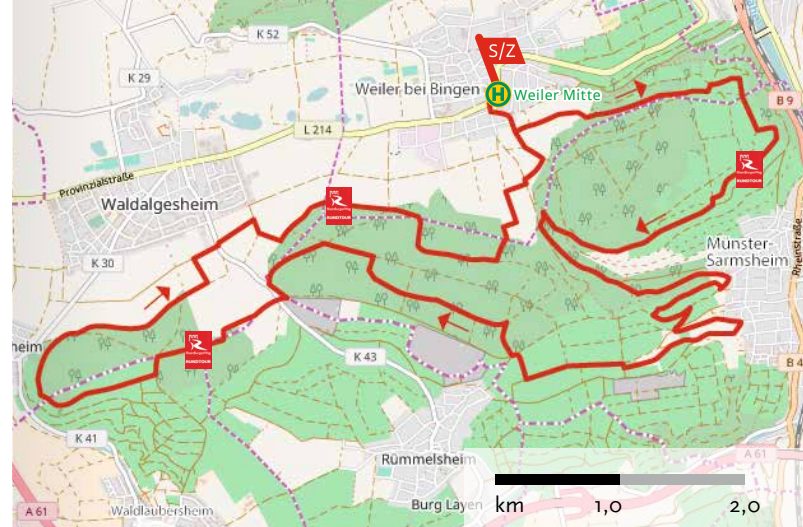 K 52
S/Z
K 29
Weiler bei Bingen
H Weiler Mitte
B 9
L 214
Provinzialstraße
Waldalgesheim
Rheinstraße
K 30
Münster-
Sarmsheim
heim
K 43
B 4
K 41
Rümmelsheim
A 61
A 61
Waldlaubersheim
Burg Layen
km 1,0 2,0